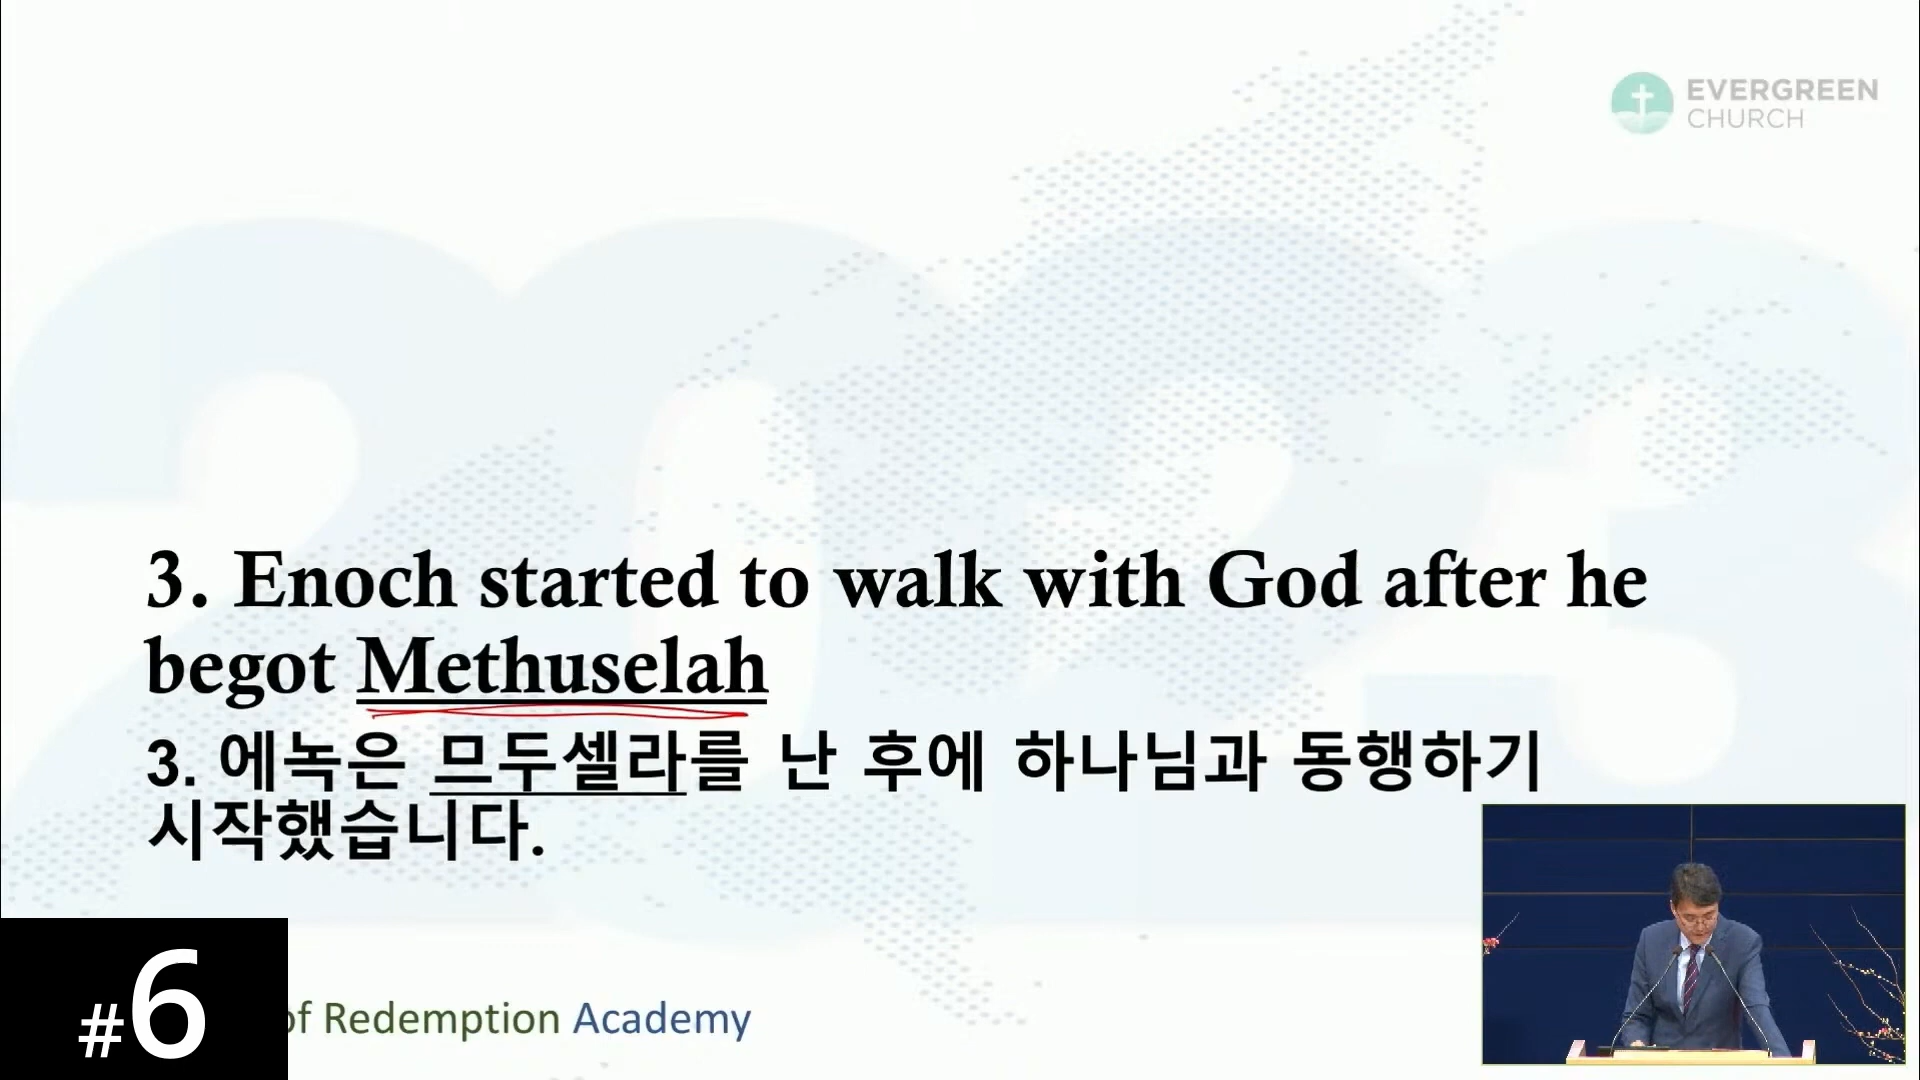 EVERGREEN
CHURCH
3. Enoch started to walk with God after he
begot Methuselah
3. 에녹은 므두셀라를 난 후에 하나님과 동행하기
시작했습니다.
#6
of Redemption Academy